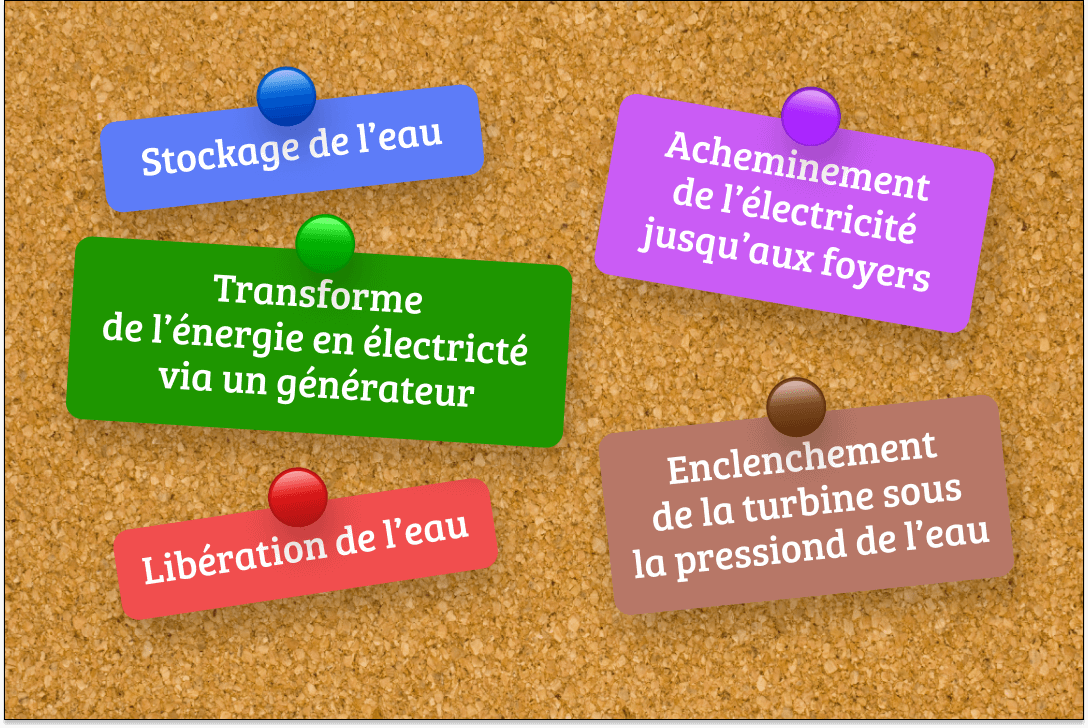 Stockage de l'eau
Acheminement
de l'électricité
jusqu'aux foyers
Transforme
de l'énergie en électricté
via un générateur
Enclenchement
de la turbine sous
la pressiond de l'eau
Libération de l'eau